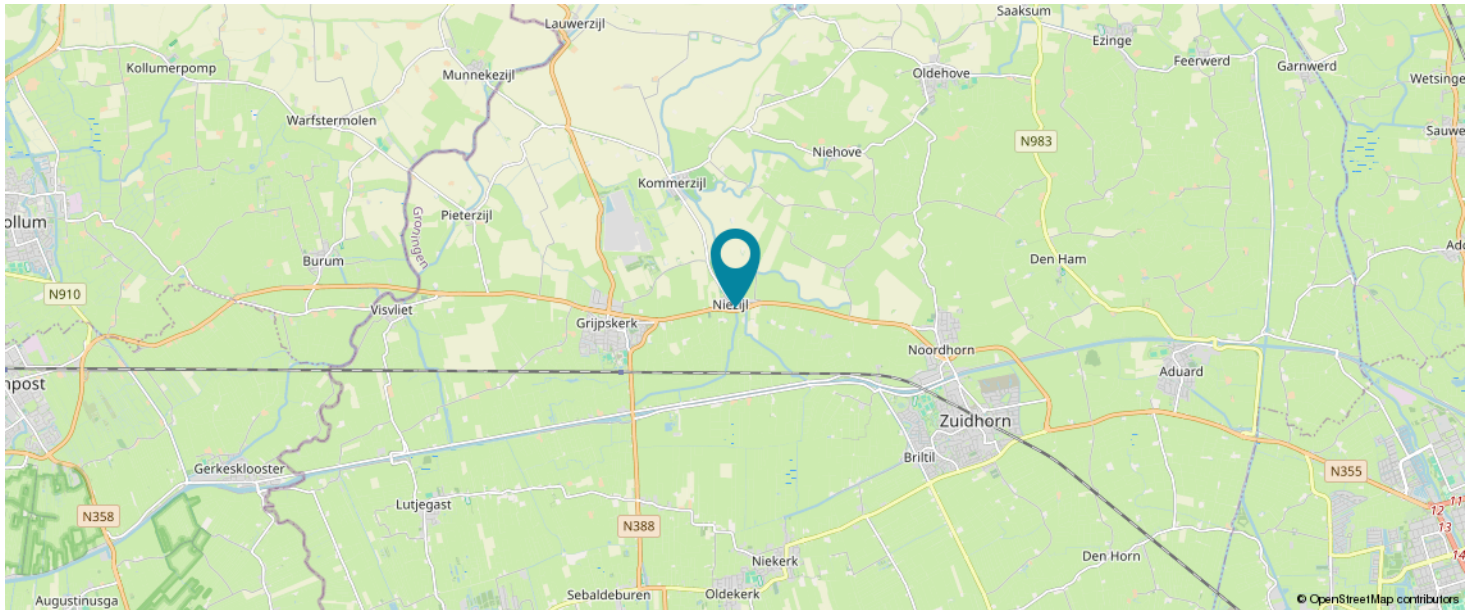 Saaksum
Lauwerzijl
Ezinge
Feerwerd
Garnwerd
Kollumerpomp
Munnekezijl
Oldehove
Wetsinge
Warfstermolen
N983
Sauwe
Niehove
Kommerzijl
ollum
Pieterzijl
Groningen
Burum
Den Ham
Ado
N910
Visvliet
Niezijl
Grijpskerk
Noordhorn
npost
Aduard
Zuidhorn
Briltil
Gerkesklooster
N355
Lutjegast
11
12
N358
N388
13
Den Horn
14
Niekerk
Augustinusga
Sebaldeburen
Oldekerk
© OpenStreetMap contributors